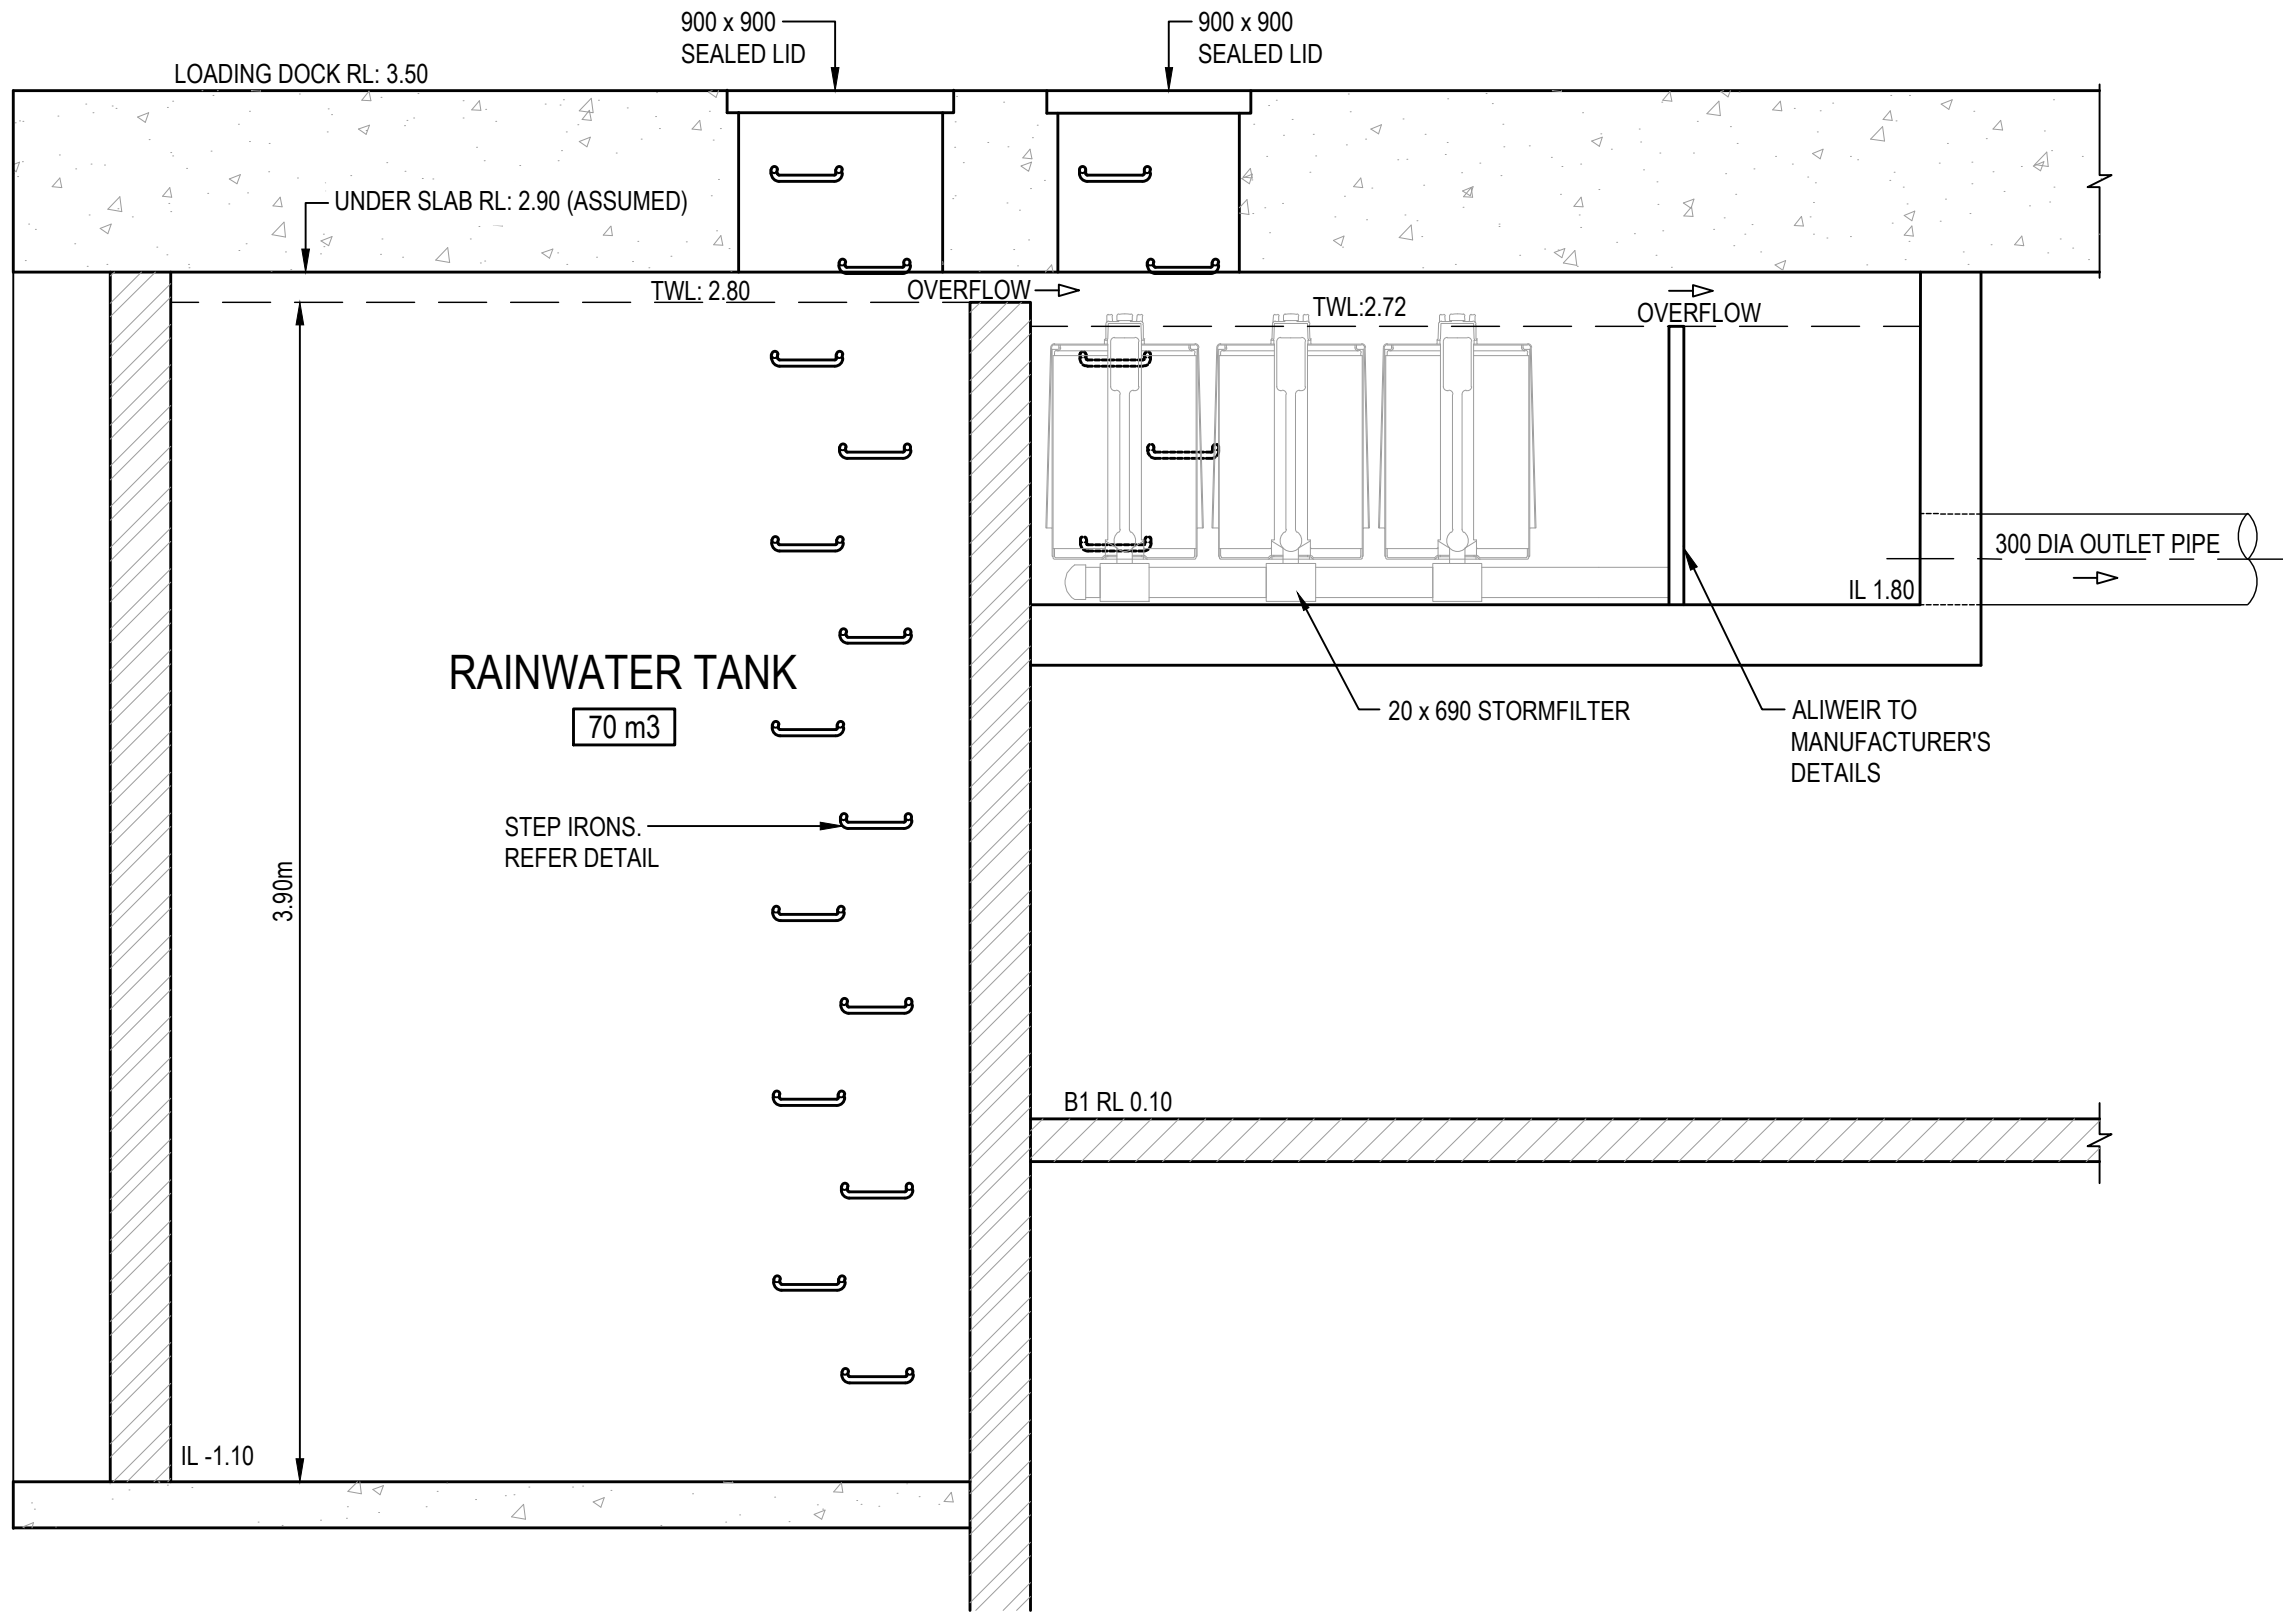 900 x 900
SEALED LID
900 x 900
SEALED LID
LOADING DOCK RL: 3.50
UNDER SLAB RL: 2.90 (ASSUMED)
TWL: 2.80
OVERFLOW
TWL:2.72
OVERFLOW
300 DIA OUTLET PIPE
IL 1.80
RAINWATER TANK
70 m3
20 x 690 STORMFILTER
ALIWEIR TO
MANUFACTURER'S
DETAILS
STEP IRONS.
REFER DETAIL
3.90m
B1 RL 0.10
IL -1.10